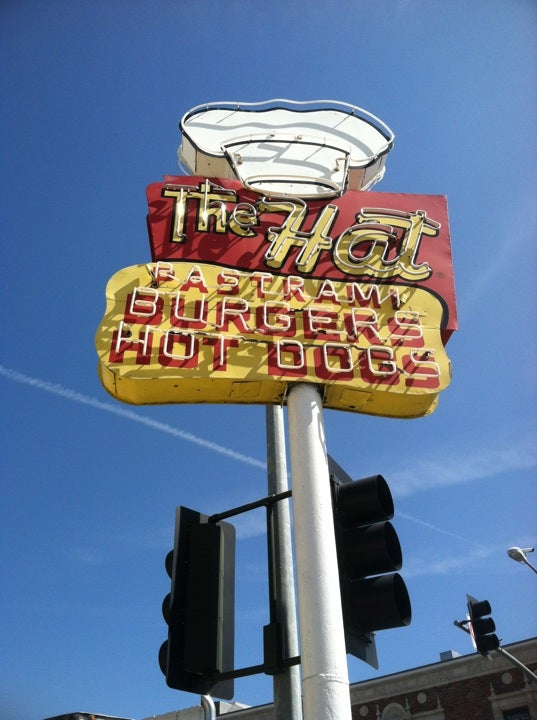 The Hat
PASTRAMI
BURGERS
HOT DOGS